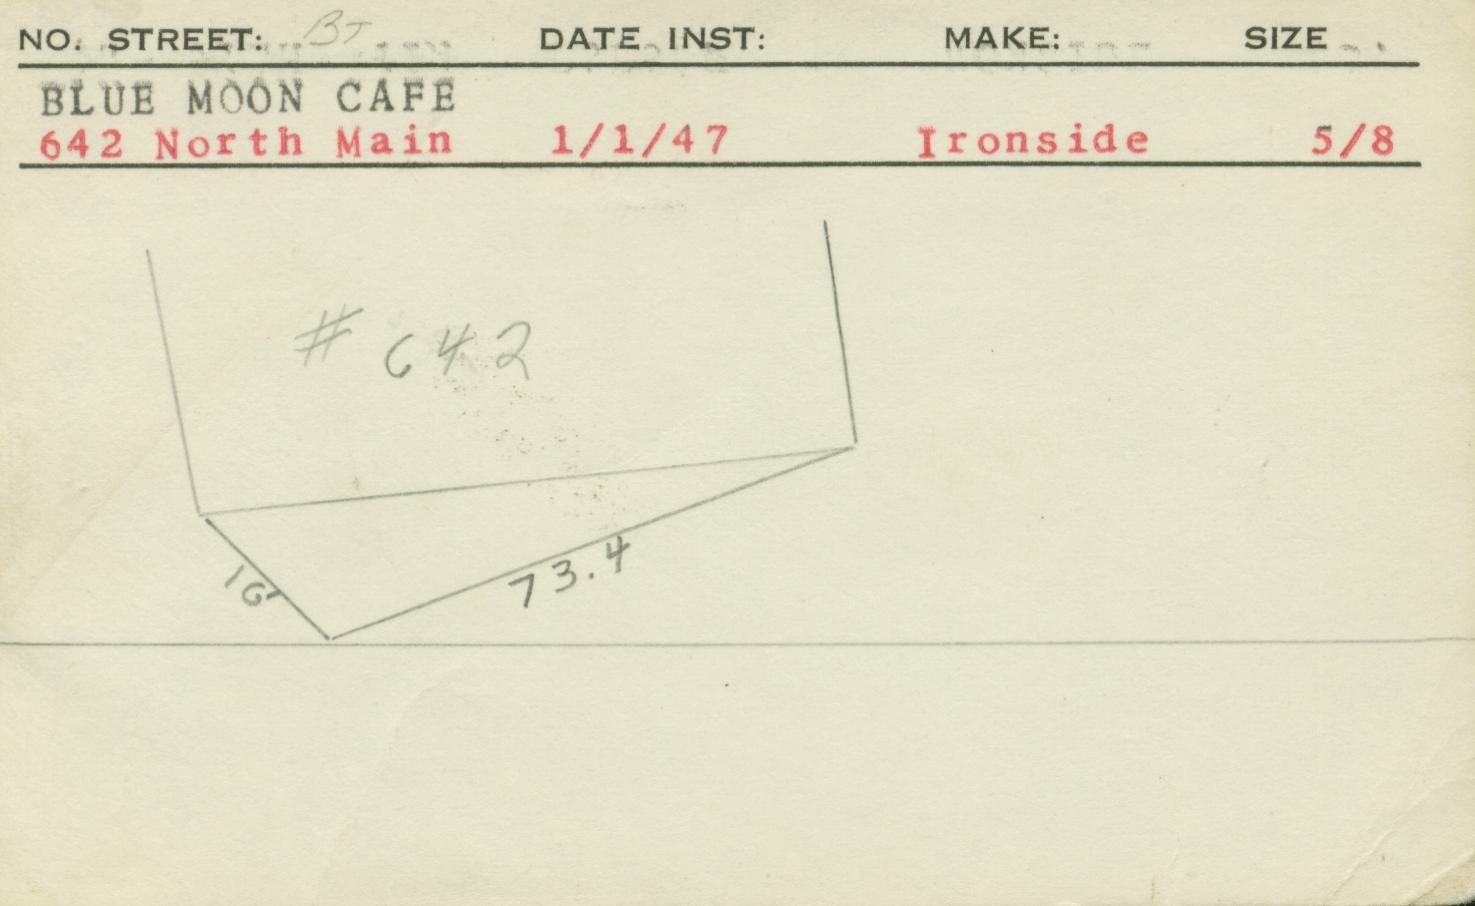 NO. STREET: BJ DATE INST: MAKE: SIZE
BLUE MOON CAFE
642 North Main 1/1/47 Ironside 5/8
# 642
16'
73.4